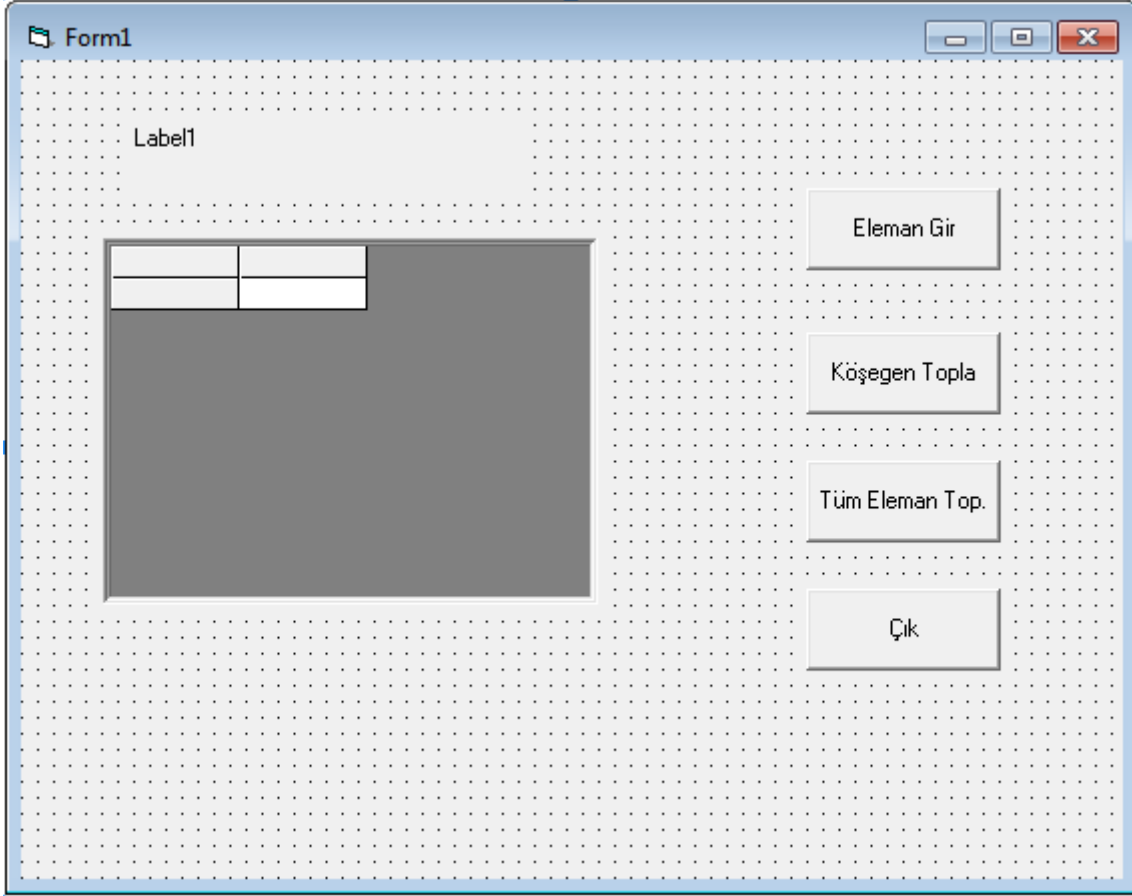 Form1
Label1
Eleman Gir
Köşegen Topla
Tüm Eleman Top.
Çık